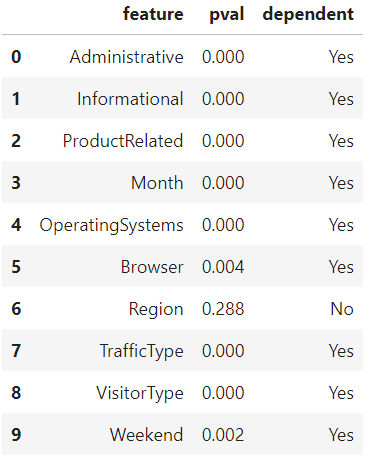 feature pval dependent
0 Administrative 0.000 Yes
1 Informational 0.000 Yes
2 ProductRelated 0.000 Yes
3 Month 0.000 Yes
4 OperatingSystems 0.000 Yes
5 Browser 0.004 Yes
6 Region 0.288 No
7 TrafficType 0.000 Yes
8 VisitorType 0.000 Yes
9 Weekend 0.002 Yes